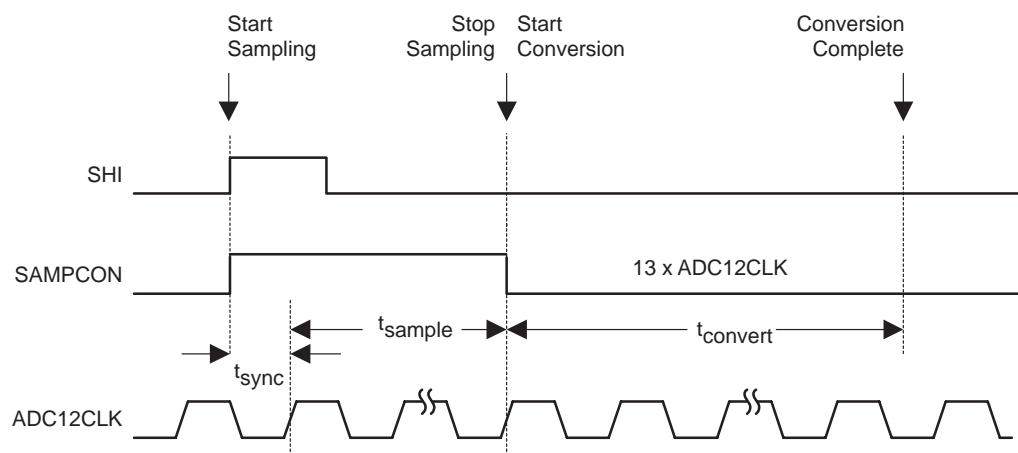 Start
Sampling
Stop
Sampling
Start
Conversion
Conversion
Complete
SHI
SAMPCON
13 x ADC12CLK
tsample
tconvert
tsync
ADC12CLK